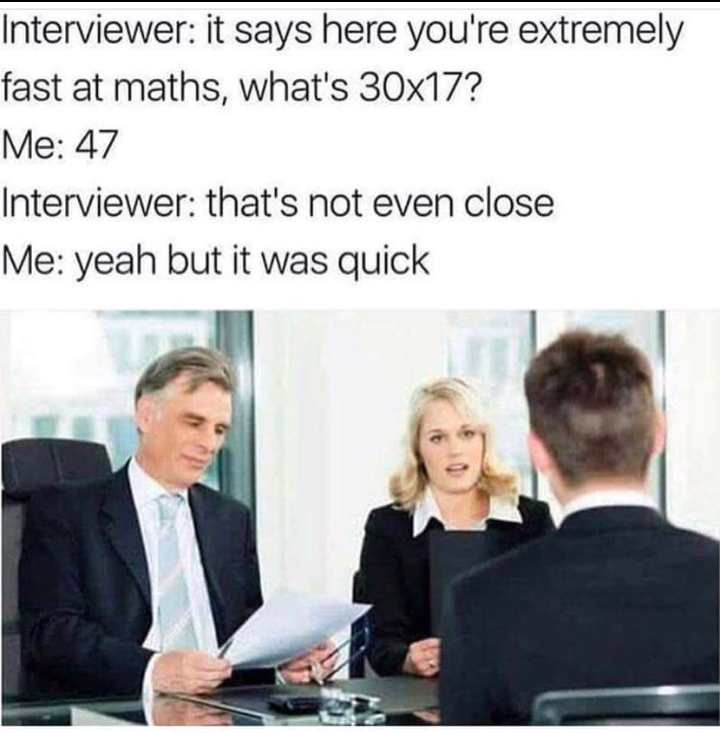 Interviewer: it says here you're extremely
fast at maths, what's 30x17?
Me: 47
Interviewer: that's not even close
Me: yeah but it was quick